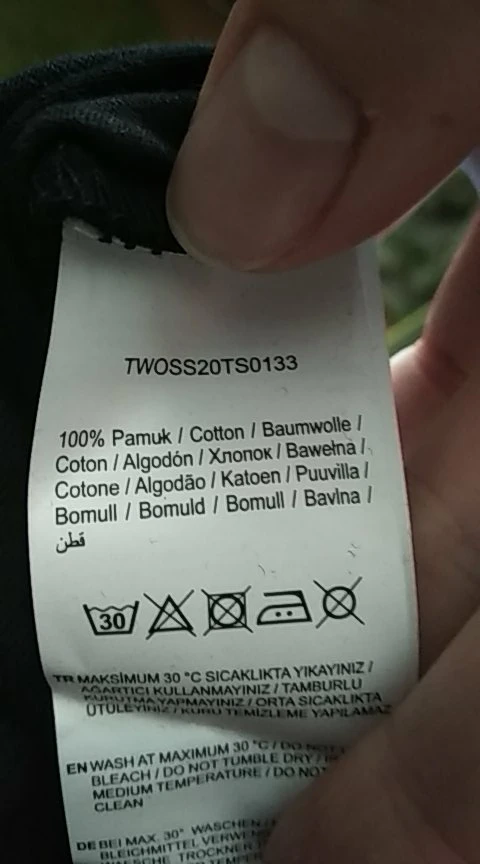 TWOSS20TS0133
100% Pamuk / Cotton / Baumwolle /
Coton / Algodón / Хлопок / Bawełna /
Cotone / Algodão / Katoen / Puuvilla /
Bomull / Bomuld / Bomull / Bavlna /
قطن
30
TR MAKSİMUM 30 °C SICAKLIKTA YIKAYINIZ /
AĞARTICI KULLANMAYINIZ / TAMBURLU
KURUTMA YAPMAYINIZ / ORTA SICAKLIKTA
ÜTÜLEYİNİZ / KURU TEMİZLEME YAPILAMAZ
EN WASH AT MAXIMUM 30 °C / DO NOT
BLEACH / DO NOT TUMBLE DRY /
MEDIUM TEMPERATURE / DO NOT
CLEAN
DE BEI MAX. 30° WASCHEN /
BLEICHMITTEL
TROCKNER